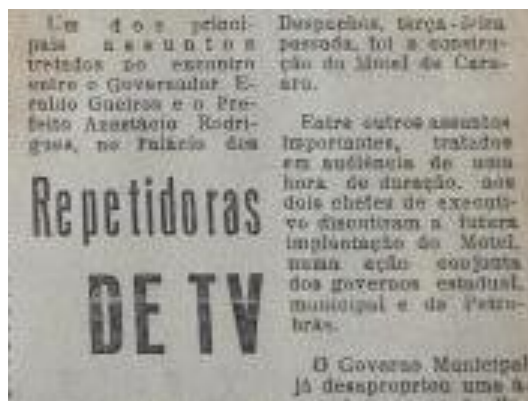 Um dos princi-
pais assuntos
tratados no encontro
entre o Governador E-
raldo Gueiros e o Pre-
feito Anastácio Rodri-
gues, no Palácio dos
Despachos, terça-feira
passada, foi a constru-
ção do Motel de Caru-
aru.
Entre outros assuntos
importantes, tratados
em audiência de uma
hora de duração, aos
dois chefes de executi-
vo discutiram a futura
implantação do Motel,
numa ação conjunta
dos governos estadual,
municipal e da Petro-
brás.
O Governo Municipal
já desapropriou uma á-
Repetidoras
DE TV